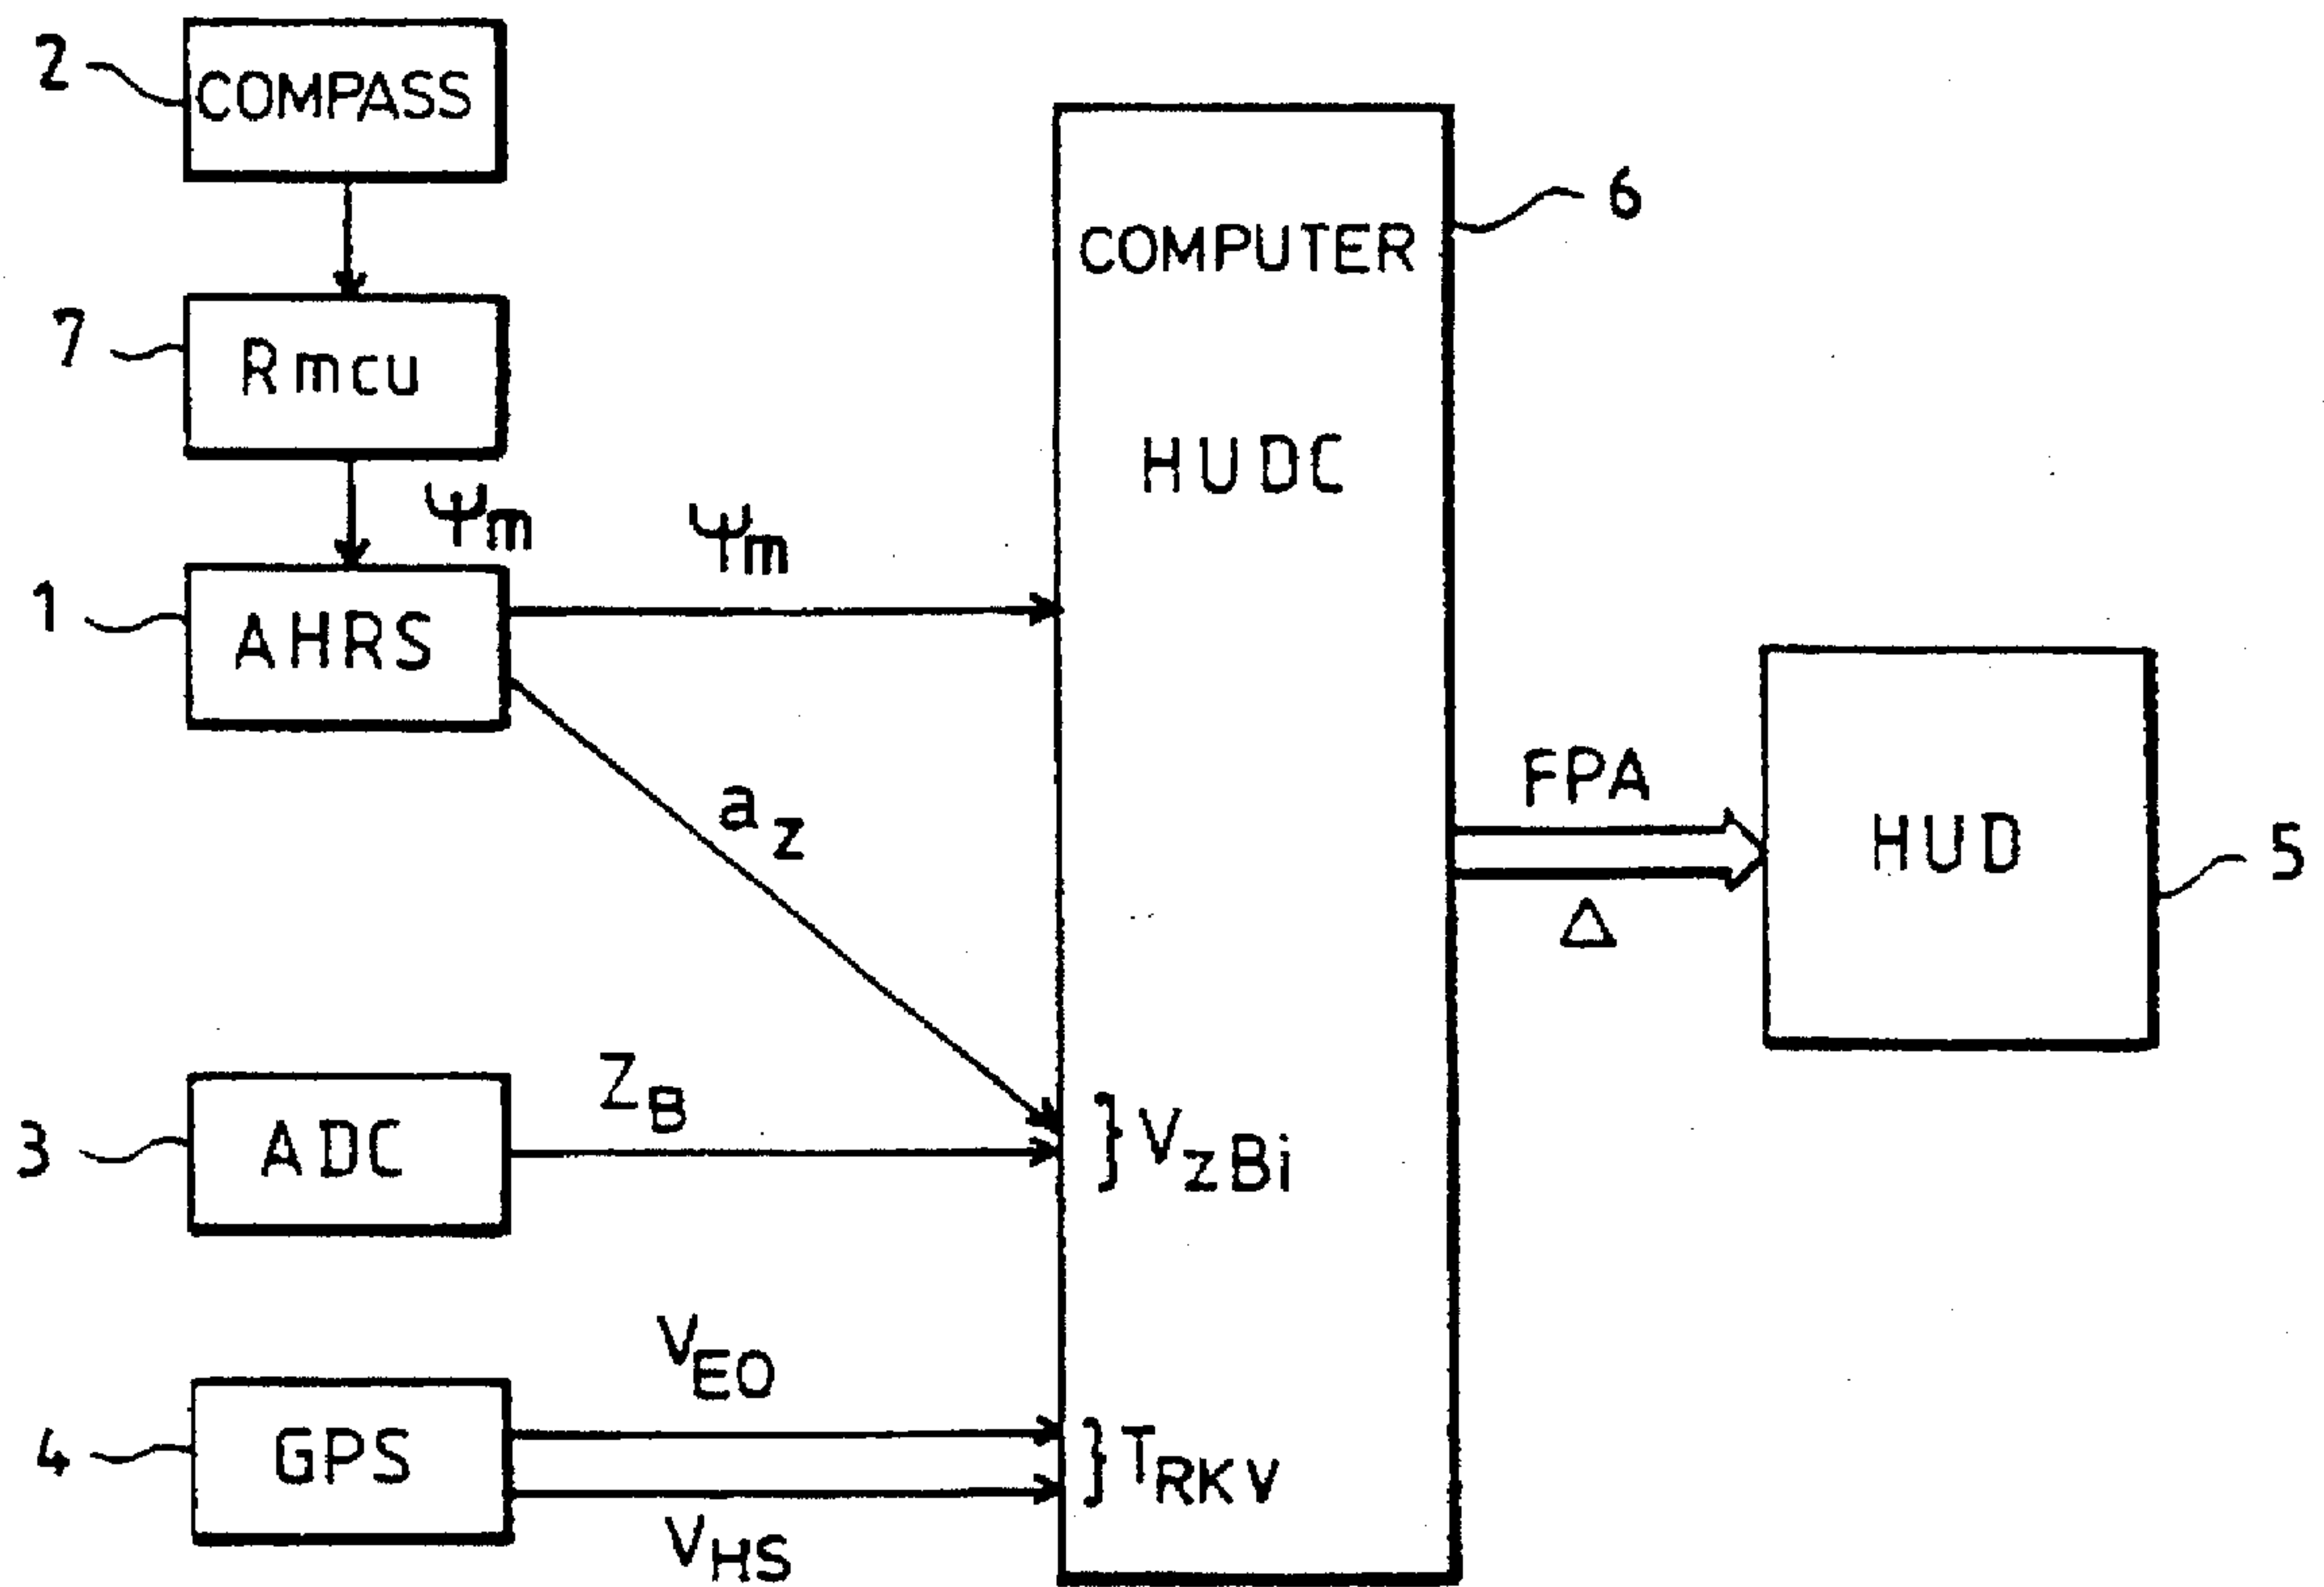 2
COMPASS
7
Rmcu
Ψm
1
AHRS
Ψm
az
3
ADC
ZB
4
GPS
VEO
VHS
COMPUTER
HUDC
6
} VzBi
} TRKV
FPA
Δ
HUD
5